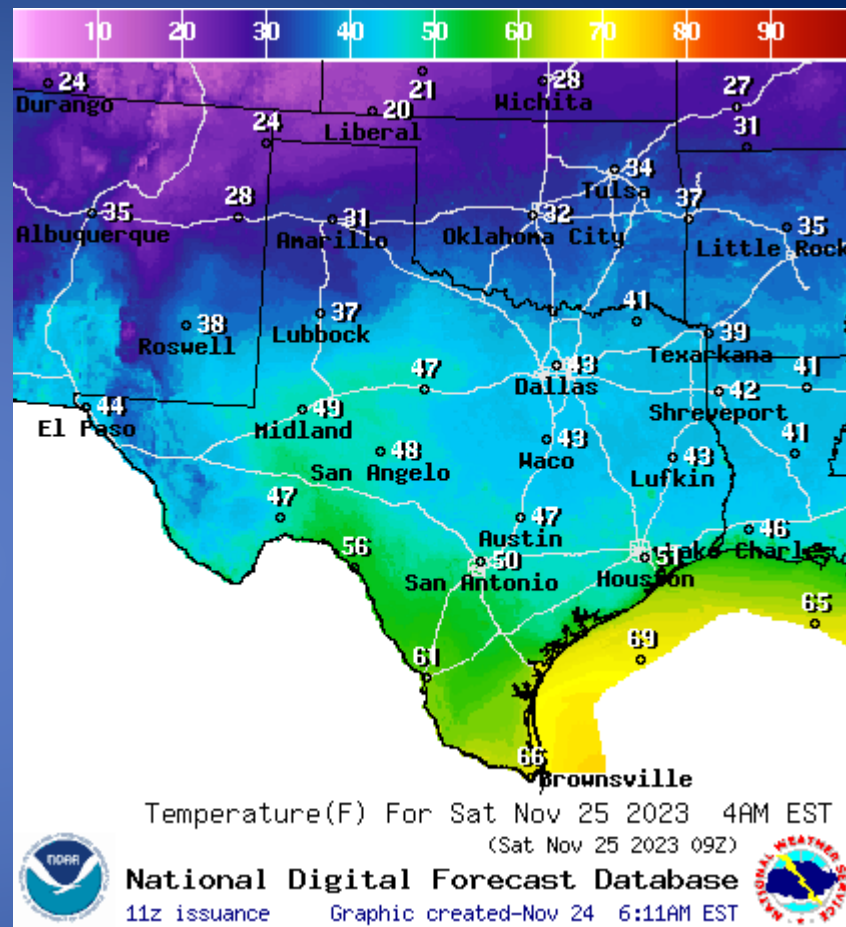 10 20 30 40 50 60 70 80 90
24 21 28 27
Durango Wichita
20
Liberal
24 31
34
Tulsa
35 28 31 32 37 35
Albuquerque Amarillo Oklahoma City Little Rock
38 37 41 39
Roswell Lubbock Texarkana
47 43 41
Dallas
44 49 42
El Paso Midland Shreveport
48 43 43 41
San Angelo Waco Lufkin
47 47 46
Austin Lake Charles
56 50 51
San Antonio Houston
65
69
61
66
Brownsville
Temperature(F) For Sat Nov 25 2023 4AM EST
(Sat Nov 25 2023 09Z)
NOAA
National Digital Forecast Database
11z issuance Graphic created-Nov 24 6:11AM EST
NATIONAL WEATHER SERVICE